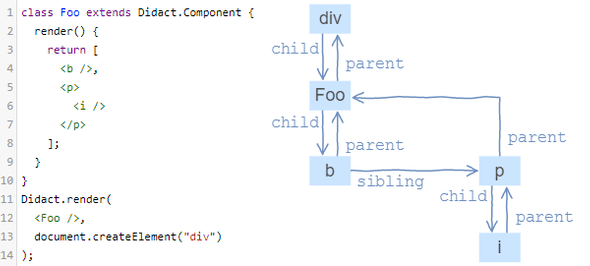 1 class Foo extends Didact.Component {
2 render() {
3 return [
4 <b />,
5 <p>
6 <i />
7 </p>
8 ];
9 }
10 }
11 Didact.render(
12 <Foo />,
13 document.createElement("div")
14 );
div
child
parent
Foo
child
parent
parent
b
sibling
p
child
parent
i